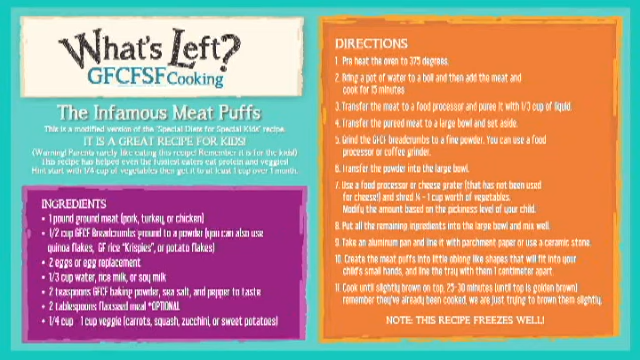 What's Left?
GFCFSF Cooking
The Infamous Meat Puffs
This is a modified version of the "Special Diets for Special Kids" recipe.
IT IS A GREAT RECIPE FOR KIDS!
(Warning! Parents rarely like eating this recipe! Remember it is for the kids!)
This recipe has helped even the fussiest eaters eat protein and veggies!
Hint start with 1/4 cup of vegetables then get it to at least 1 cup over 1 month.
INGREDIENTS
• 1 pound ground meat (pork, turkey, or chicken)
• 1/2 cup GFCF Breadcrumbs ground to a powder (you can also use
quinoa flakes, GF rice "Krispies", or potato flakes)
• 2 eggs or egg replacement
• 1/3 cup water, rice milk, or soy milk
• 2 teaspoons GFCF baking powder, sea salt, and pepper to taste
• 2 tablespoons flaxseed meal *OPTIONAL
• 1/4 cup 1 cup veggie (carrots, squash, zucchini, or sweet potatoes)
DIRECTIONS
1. Pre heat the oven to 375 degrees.
2. Bring a pot of water to a boil and then add the meat and
cook for 15 minutes
3. Transfer the meat to a food processor and puree it with 1/3 cup of liquid.
4. Transfer the pureed meat to a large bowl and set aside.
5. Grind the GFCF breadcrumbs to a fine powder. You can use a food
processor or coffee grinder.
6. Transfer the powder into the large bowl.
7. Use a food processor or cheese grater (that has not been used
for cheese!) and shred ¼ - 1 cup worth of vegetables.
Modify the amount based on the pickiness level of your child.
8. Put all the remaining ingredients into the large bowl and mix well.
9. Take an aluminum pan and line it with parchment paper or use a ceramic stone.
10. Create the meat puffs into little oblong like shapes that will fit into your
child's small hands, and line the tray with them 1 centimeter apart.
11. Cook until slightly brown on top, 25-30 minutes (until top is golden brown)
remember they've already been cooked, we are just trying to brown them slightly.
NOTE: THIS RECIPE FREEZES WELL!